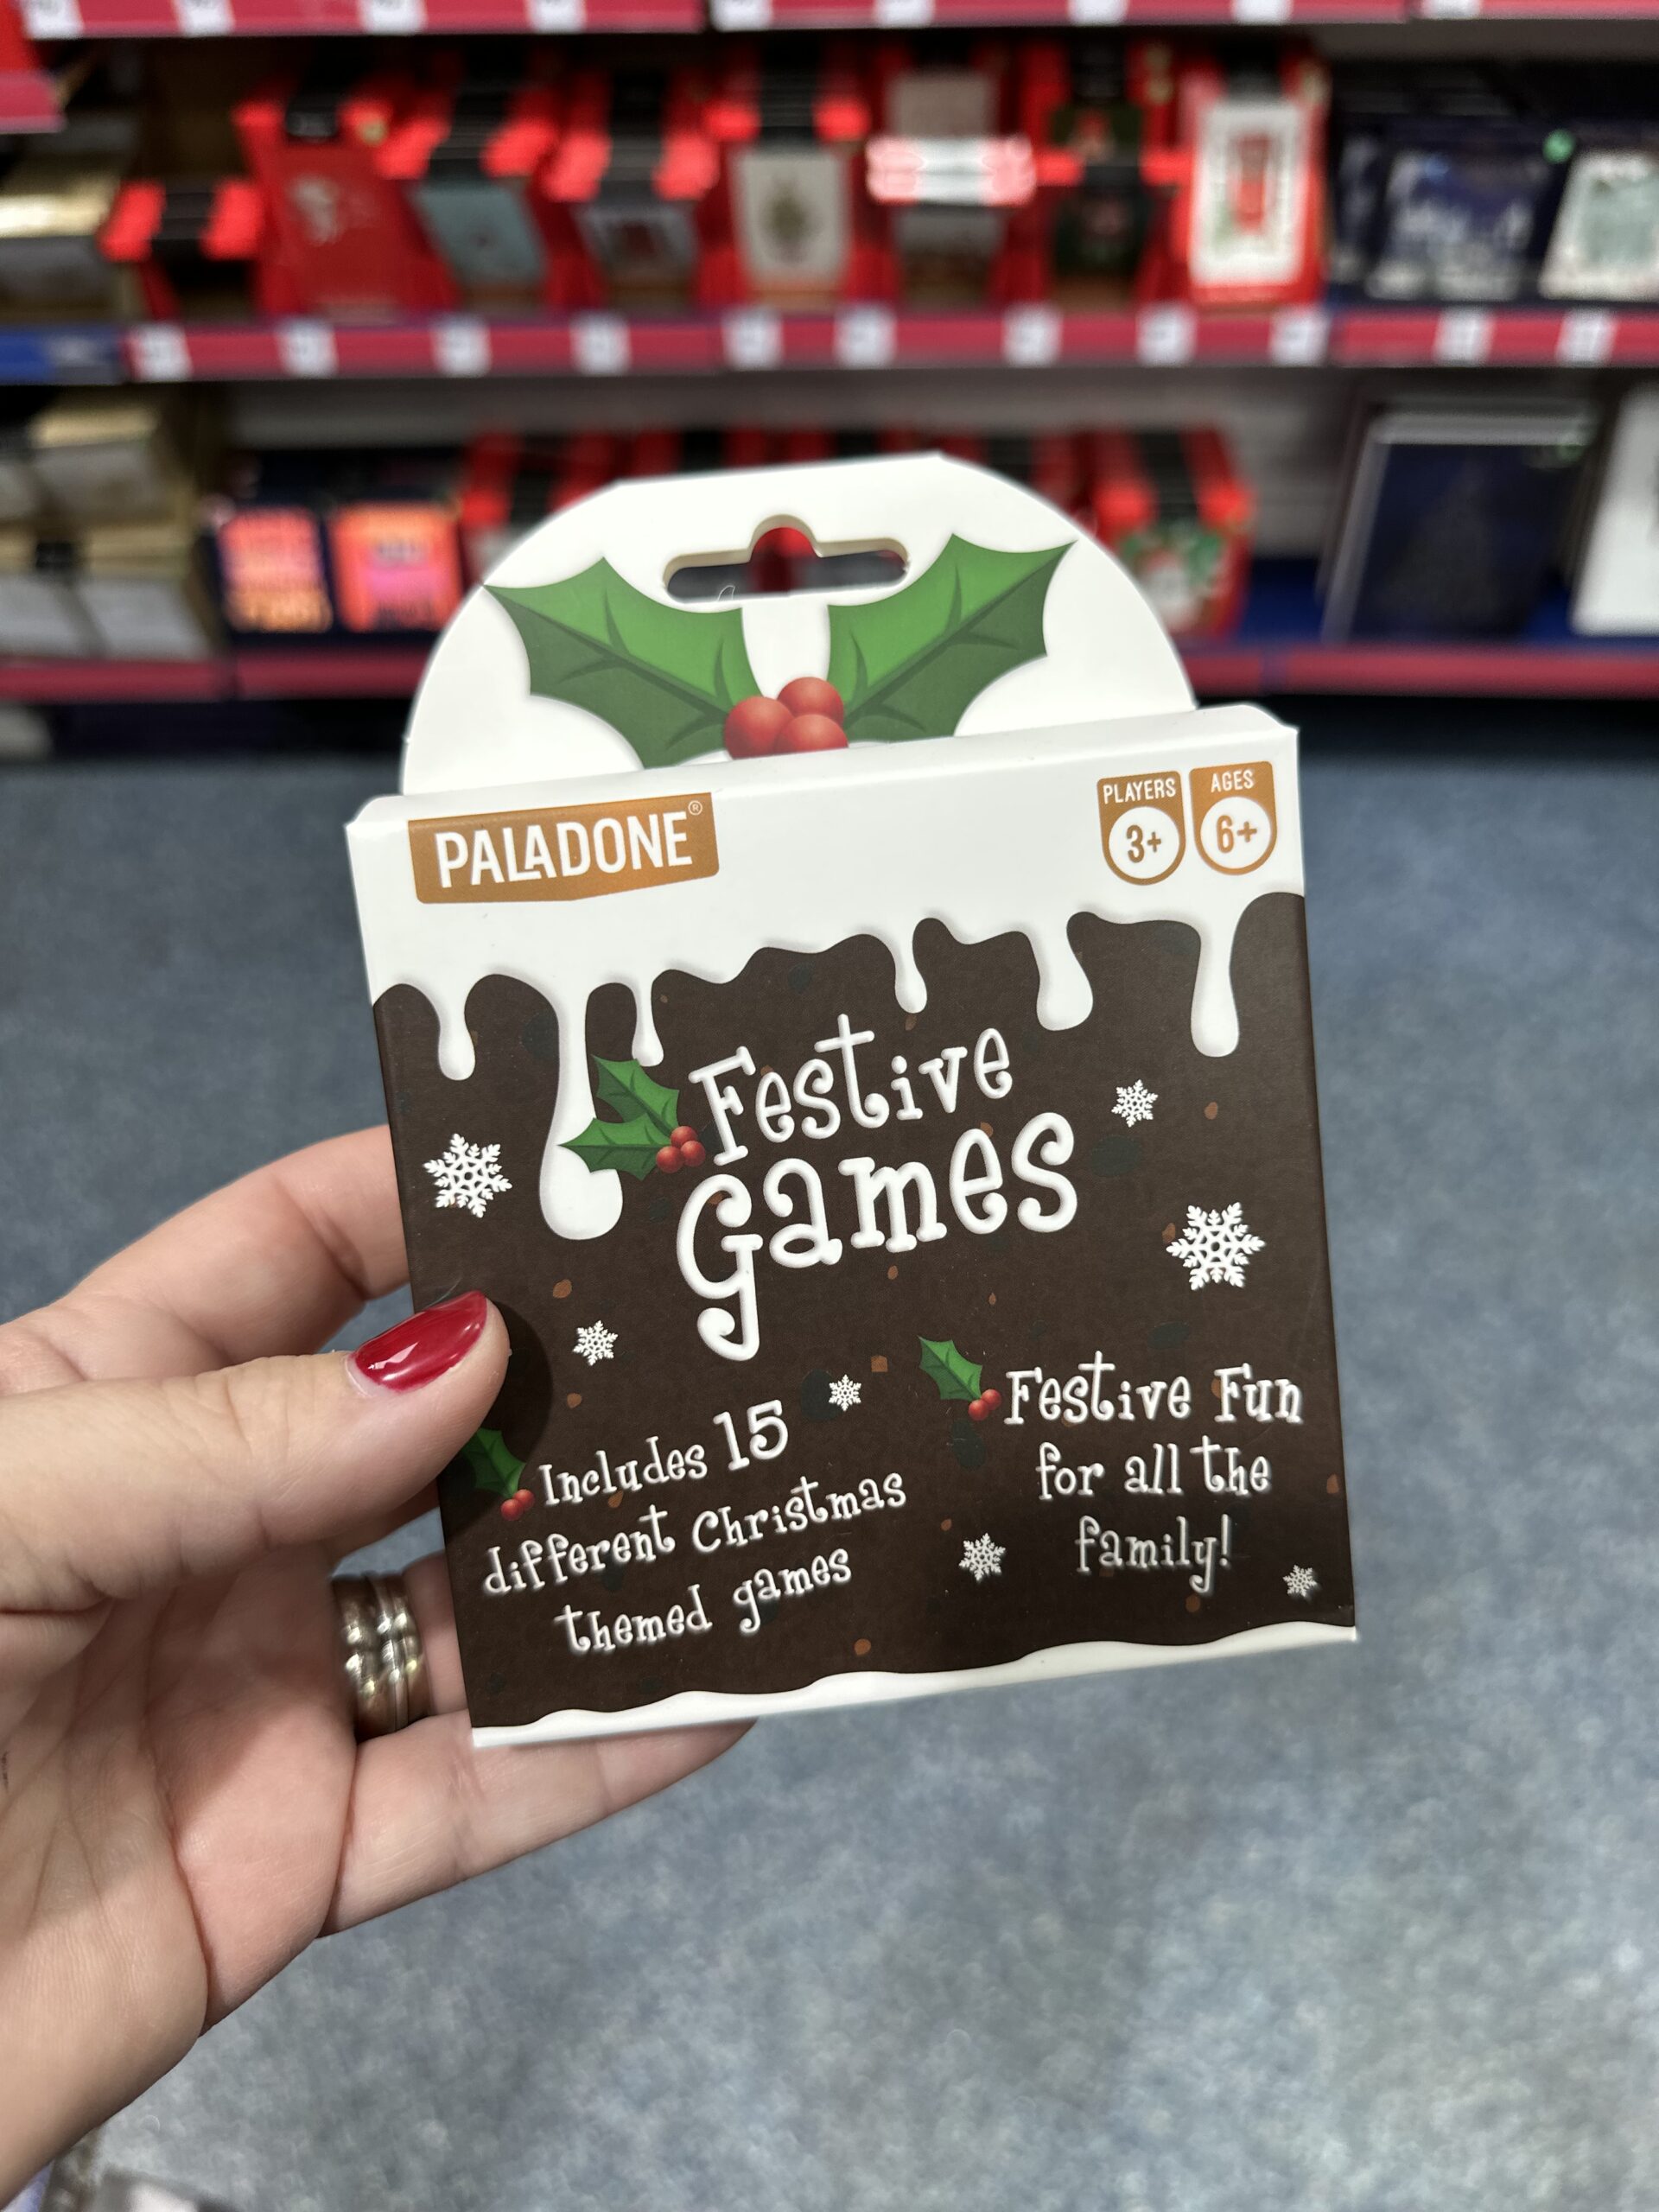 PALADONE®
PLAYERS
3+
AGES
6+
Festive
Games
Includes 15
different Christmas
themed games
Festive Fun
for all the
family!